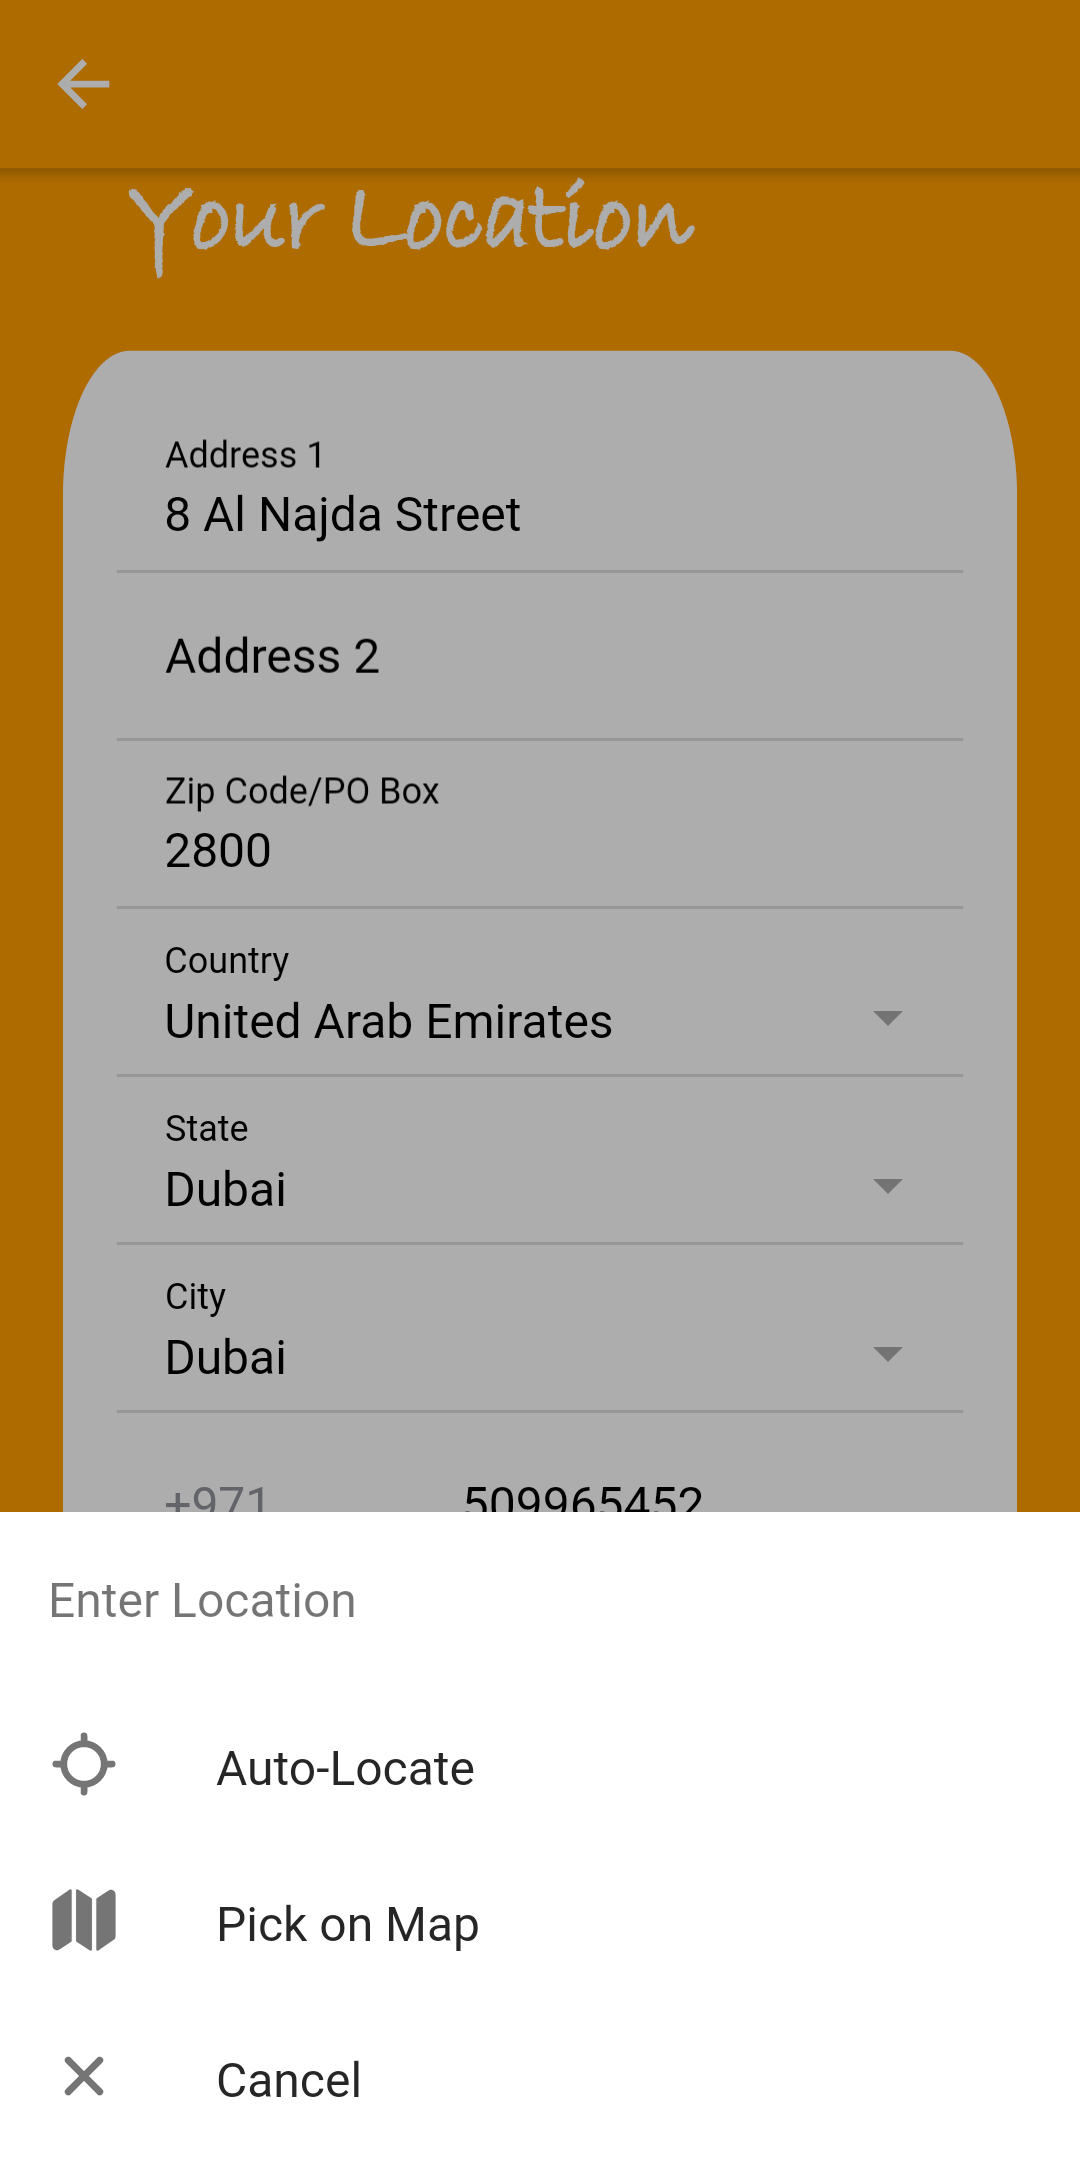 Your Location
Address 1
8 Al Najda Street
Address 2
Zip Code/PO Box
2800
Country
United Arab Emirates
State
Dubai
City
Dubai
+971 509965452
Enter Location
Auto-Locate
Pick on Map
Cancel